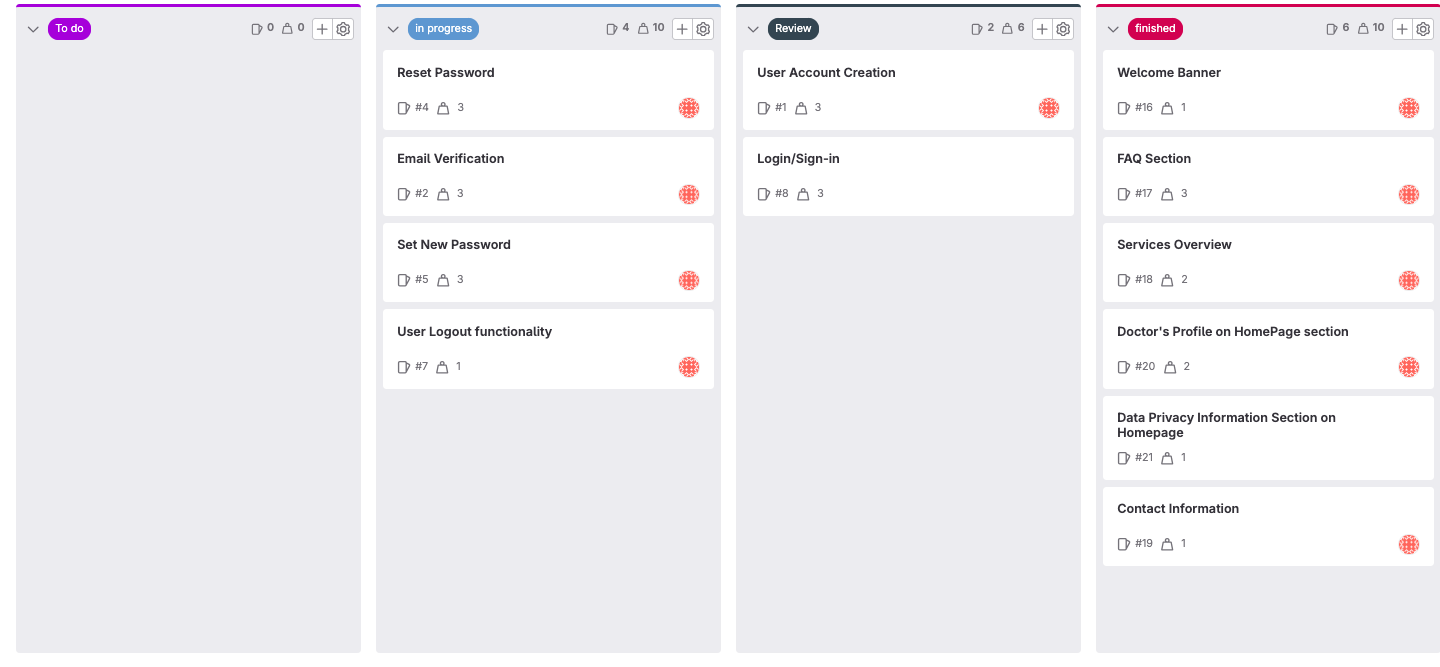 To do 0 0
in progress 4 10
Reset Password
#4 3
Email Verification
#2 3
Set New Password
#5 3
User Logout functionality
#7 1
Review 2 6
User Account Creation
#1 3
Login/Sign-in
#8 3
finished 6 10
Welcome Banner
#16 1
FAQ Section
#17 3
Services Overview
#18 2
Doctor's Profile on HomePage section
#20 2
Data Privacy Information Section on
Homepage
#21 1
Contact Information
#19 1